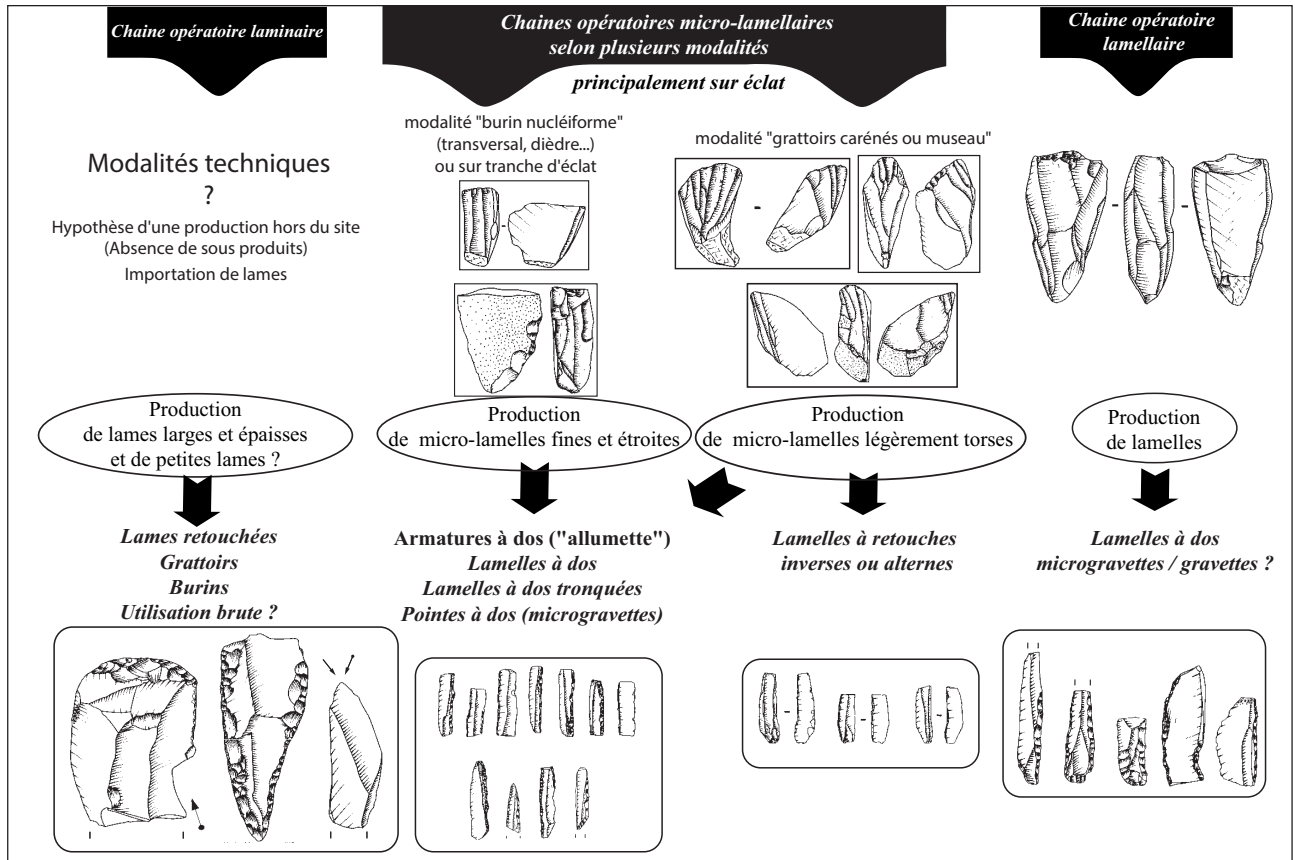 Chaine opératoire laminaire
Chaines opératoires micro-lamellaires
selon plusieurs modalités
Chaine opératoire
lamellaire
principalement sur éclat
Modalités techniques
?
Hypothèse d'une production hors du site
(Absence de sous produits)
Importation de lames
modalité "burin nucléiforme"
(transversal, dièdre...)
ou sur tranche d'éclat
modalité "grattoirs carénés ou museau"
Production
de lames larges et épaisses
et de petites lames ?
Production
de micro-lamelles fines et étroites
Production
de micro-lamelles légèrement torses
Production
de lamelles
Lames retouchées
Grattoirs
Burins
Utilisation brute ?
Armatures à dos ("allumette")
Lamelles à dos
Lamelles à dos tronquées
Pointes à dos (microgravettes)
Lamelles à retouches
inverses ou alternes
Lamelles à dos
microgravettes / gravettes ?